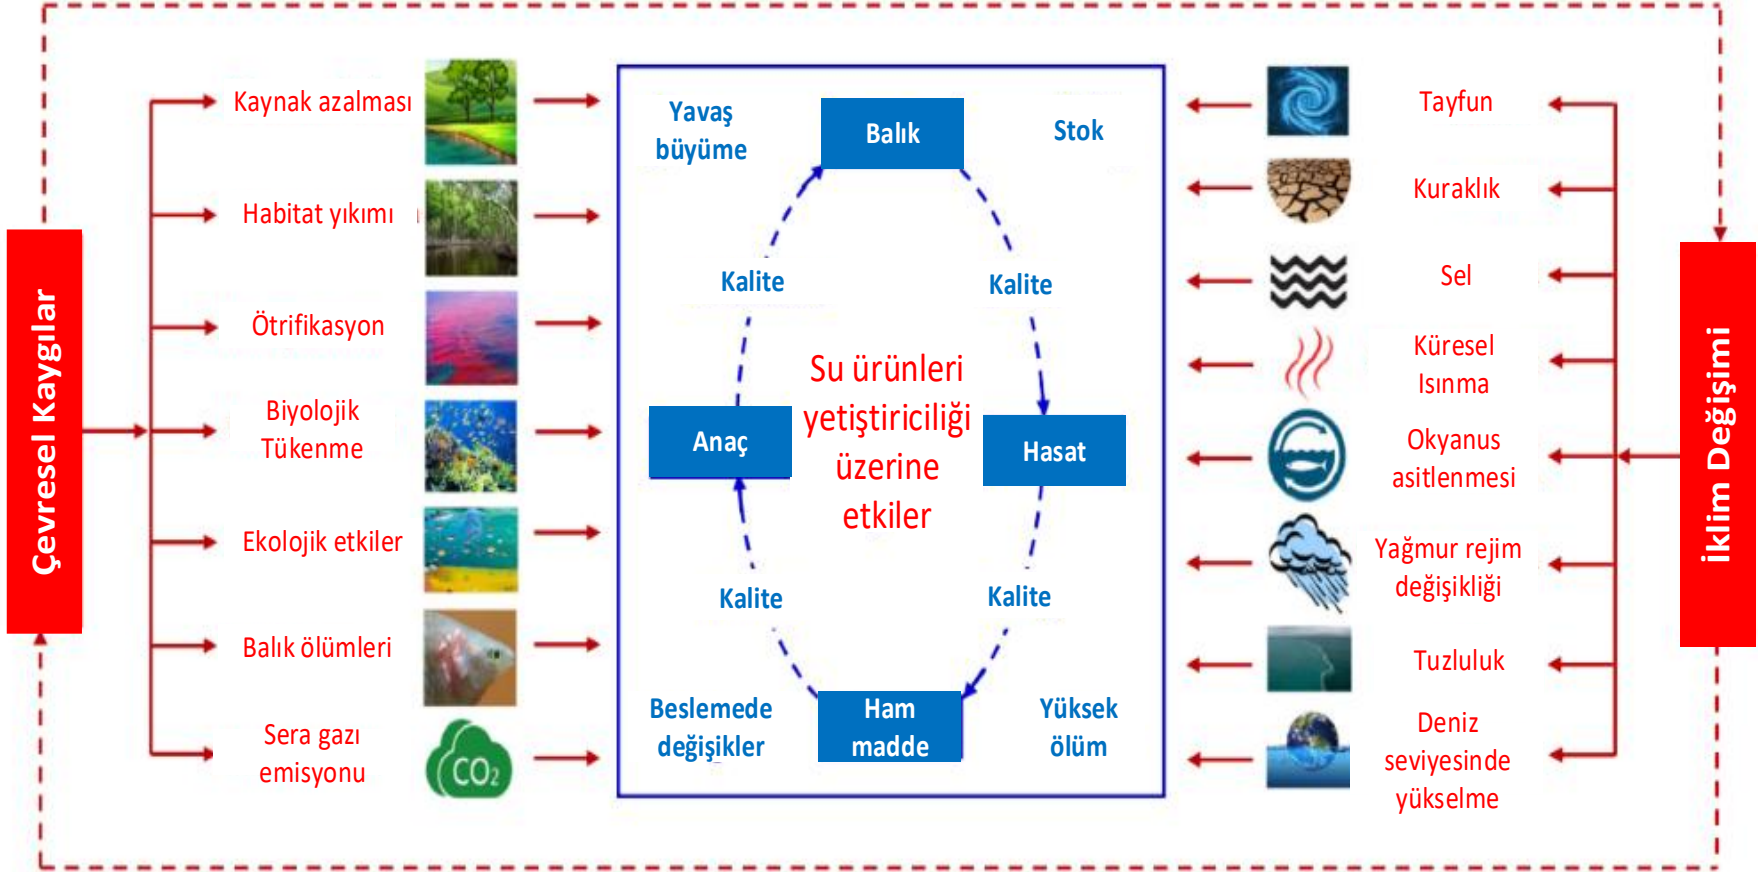 Çevresel Kaygılar
Kaynak azalması
Habitat yıkımı
Ötrifikasyon
Biyolojik
Tükenme
Ekolojik etkiler
Balık ölümleri
Sera gazı
emisyonu
CO2
Yavaş
büyüme
Balık
Stok
Kalite
Kalite
Su ürünleri
yetiştiriciliği
üzerine
etkiler
Anaç
Hasat
Kalite
Kalite
Beslemede
değişikler
Ham
madde
Yüksek
ölüm
Tayfun
Kuraklık
Sel
Küresel
Isınma
Okyanus
asitlenmesi
Yağmur rejim
değişikliği
Tuzluluk
Deniz
seviyesinde
yükselme
İklim Değişimi